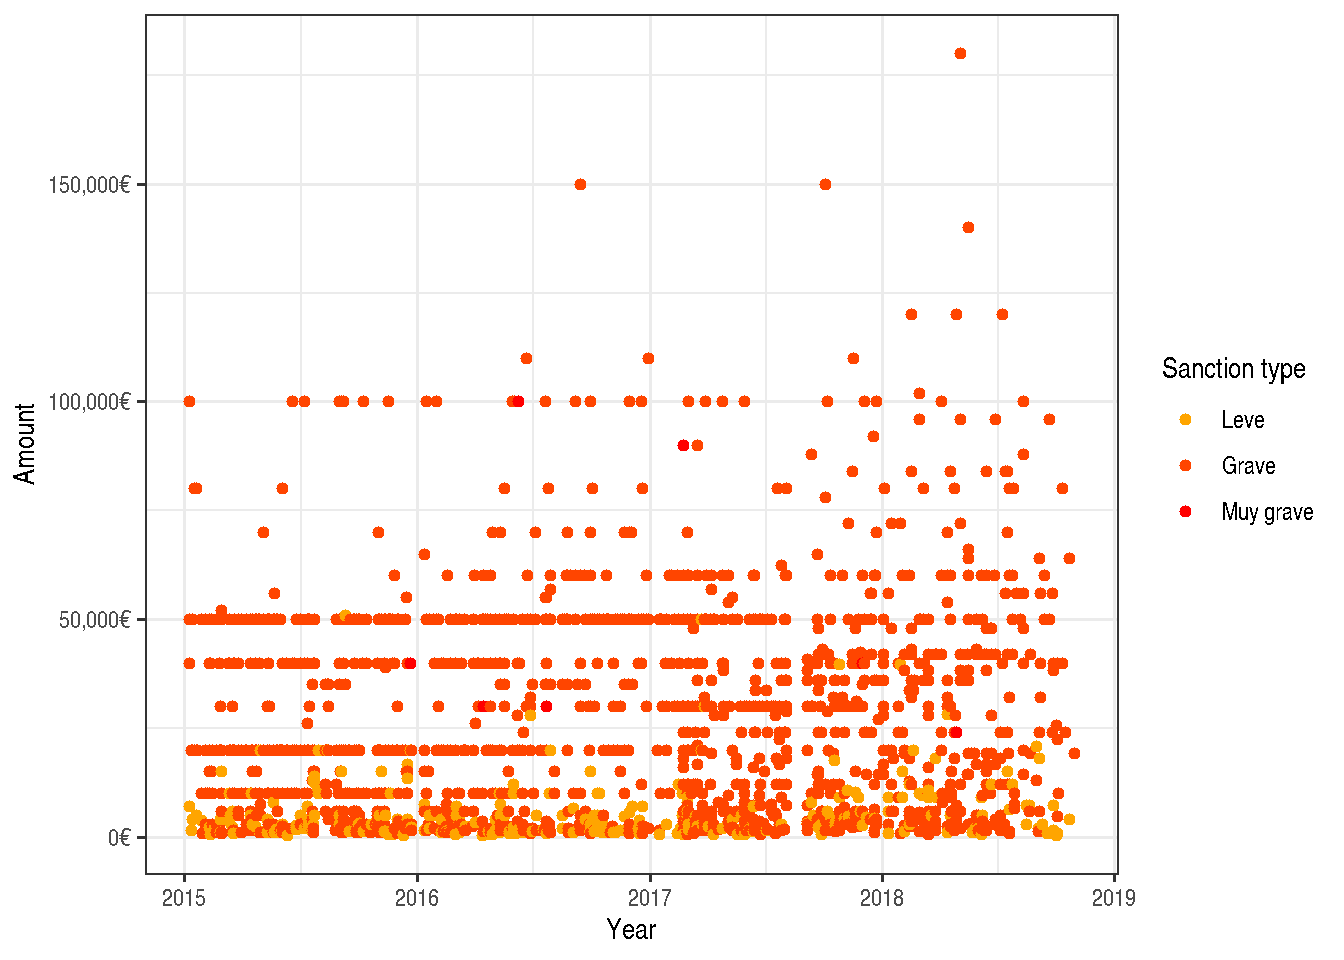 150,000€
100,000€
50,000€
0€
Amount
2015 2016 2017 2018 2019
Year
Sanction type
Leve
Grave
Muy grave